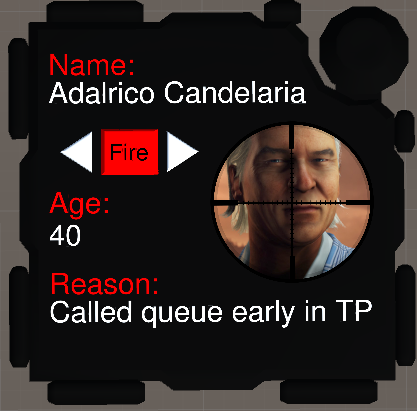 Name:
Adalrico Candelaria
Fire
Age:
40
Reason:
Called queue early in TP